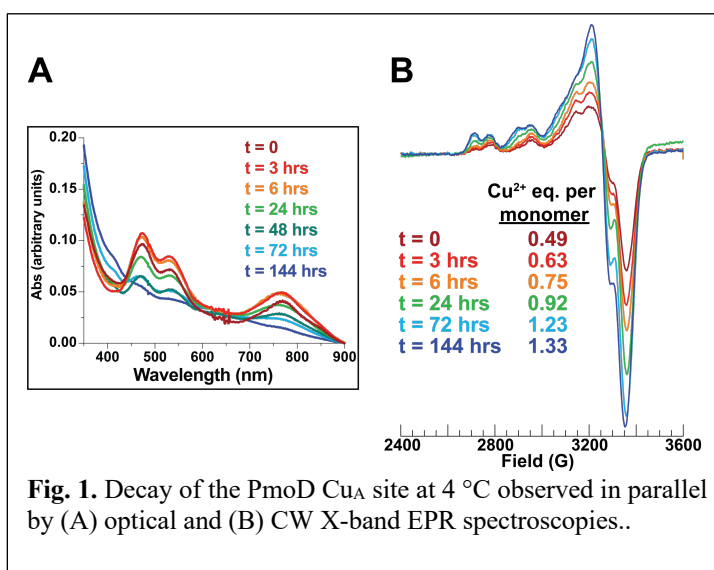 A
B
0.20
0.15
0.10
0.05
0.00
Abs (arbitrary units)
t = 0
t = 3 hrs
t = 6 hrs
t = 24 hrs
t = 48 hrs
t = 72 hrs
t = 144 hrs
400 500 600 700 800 900
Wavelength (nm)
Cu²⁺ eq. per
monomer
t = 0 0.49
t = 3 hrs 0.63
t = 6 hrs 0.75
t = 24 hrs 0.92
t = 72 hrs 1.23
t = 144 hrs 1.33
2400 2800 3200 3600
Field (G)
Fig. 1. Decay of the PmoD CuA site at 4 °C observed in parallel
by (A) optical and (B) CW X-band EPR spectroscopies..